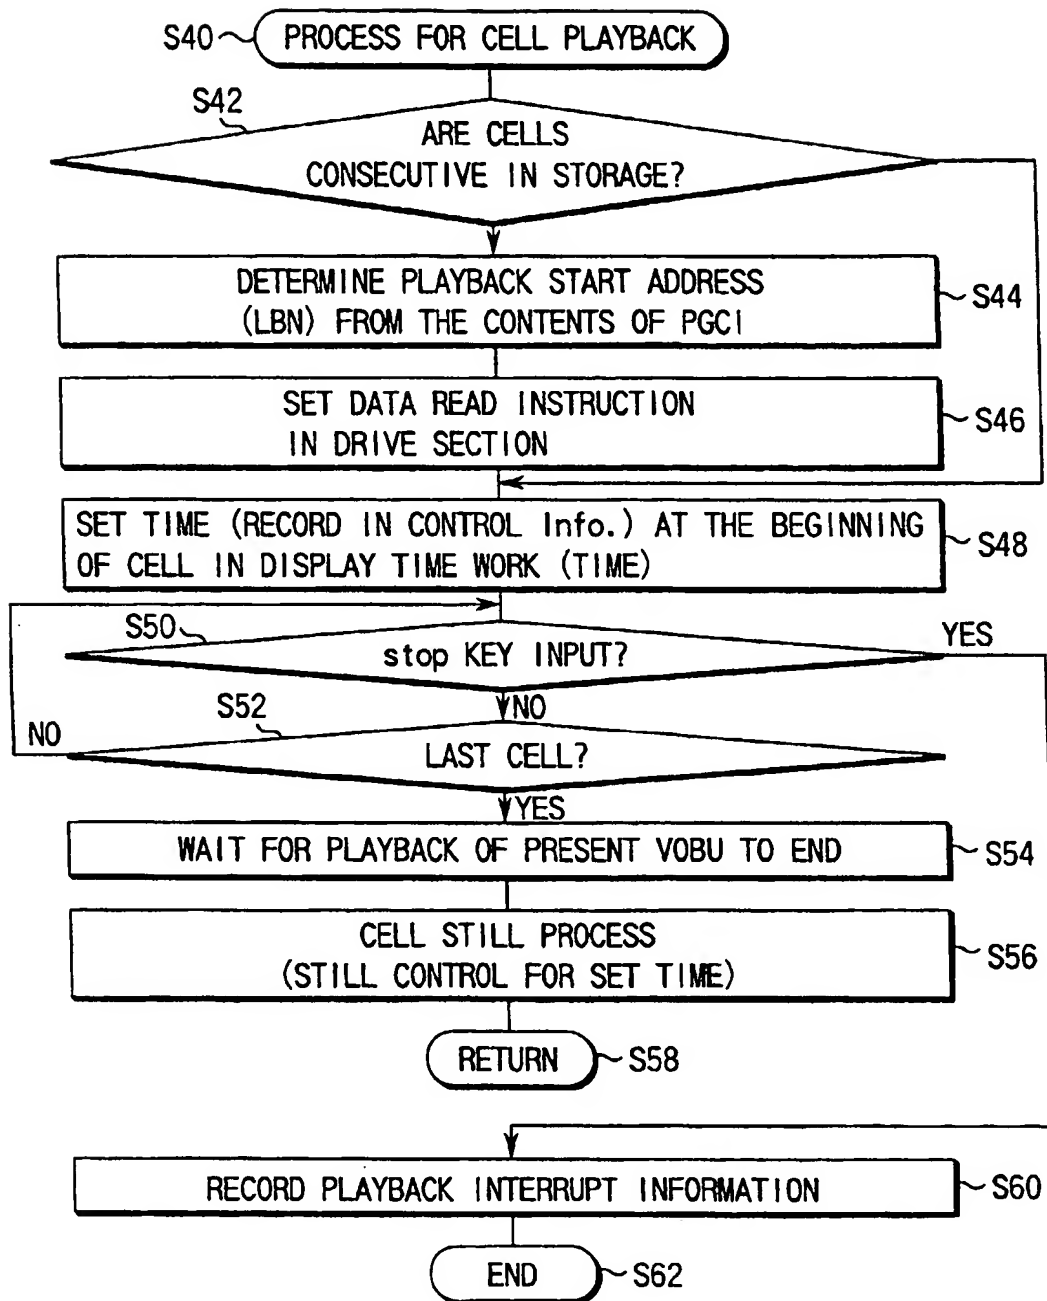 S40
PROCESS FOR CELL PLAYBACK
S42
ARE CELLS
CONSECUTIVE IN STORAGE?
DETERMINE PLAYBACK START ADDRESS
(LBN) FROM THE CONTENTS OF PGCI
S44
SET DATA READ INSTRUCTION
IN DRIVE SECTION
S46
SET TIME (RECORD IN CONTROL Info.) AT THE BEGINNING
OF CELL IN DISPLAY TIME WORK (TIME)
S48
S50
stop KEY INPUT?
YES
NO
S52
NO
LAST CELL?
YES
WAIT FOR PLAYBACK OF PRESENT VOBU TO END
S54
CELL STILL PROCESS
(STILL CONTROL FOR SET TIME)
S56
RETURN
S58
RECORD PLAYBACK INTERRUPT INFORMATION
S60
END
S62